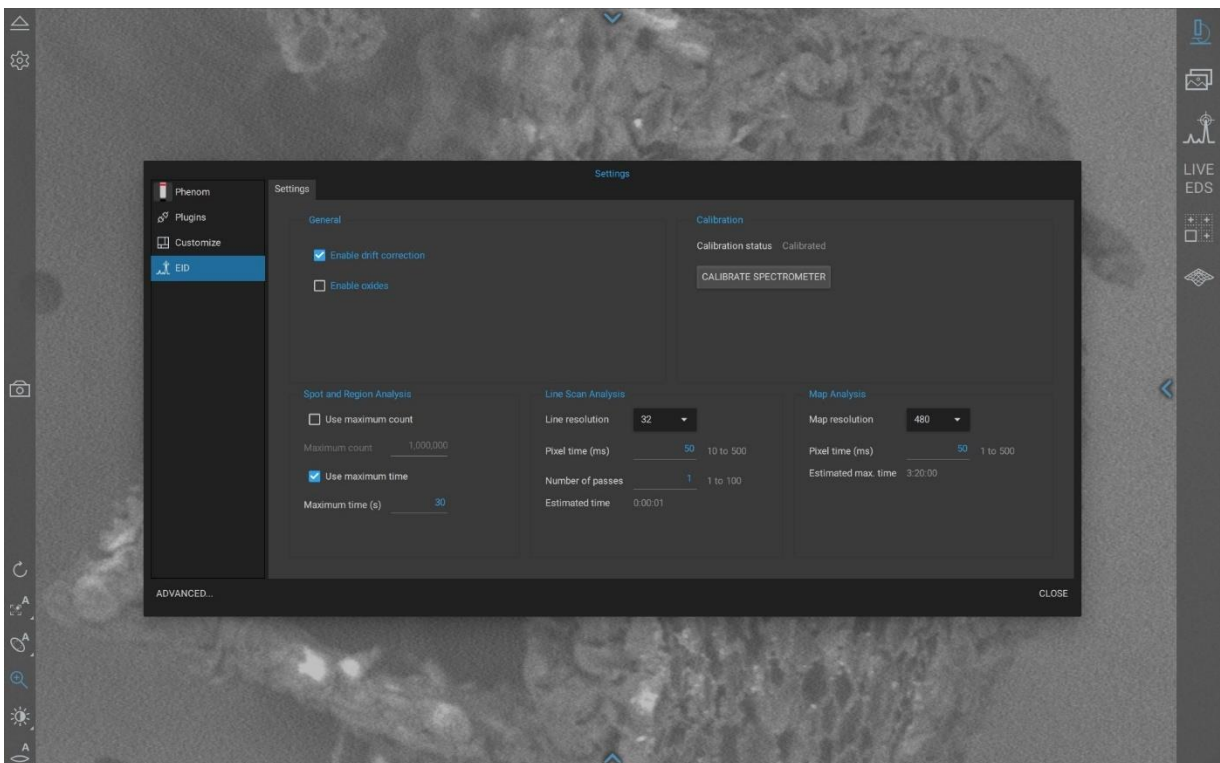 Settings
Phenom
Plugins
Customize
EID
Settings
General
Enable drift correction
Enable oxides
Calibration
Calibration status Calibrated
CALIBRATE SPECTROMETER
Spot and Region Analysis
Use maximum count
Maximum count 1,000,000
Use maximum time
Maximum time (s) 30
Line Scan Analysis
Line resolution 32
Pixel time (ms) 50 10 to 500
Number of passes 1 1 to 100
Estimated time 0:00:01
Map Analysis
Map resolution 480
Pixel time (ms) 50 1 to 500
Estimated max. time 3:20:00
ADVANCED...
CLOSE
LIVE
EDS
A
A
A